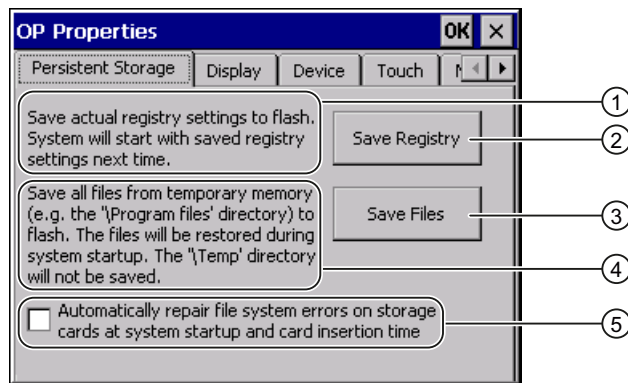 OP Properties OK ×
Persistent Storage Display Device Touch
Save actual registry settings to flash.
System will start with saved registry
settings next time.
Save Registry
Save all files from temporary memory
(e.g. the '\Program files' directory) to
flash. The files will be restored during
system startup. The '\Temp' directory
will not be saved.
Save Files
Automatically repair file system errors on storage
cards at system startup and card insertion time
1
2
3
4
5